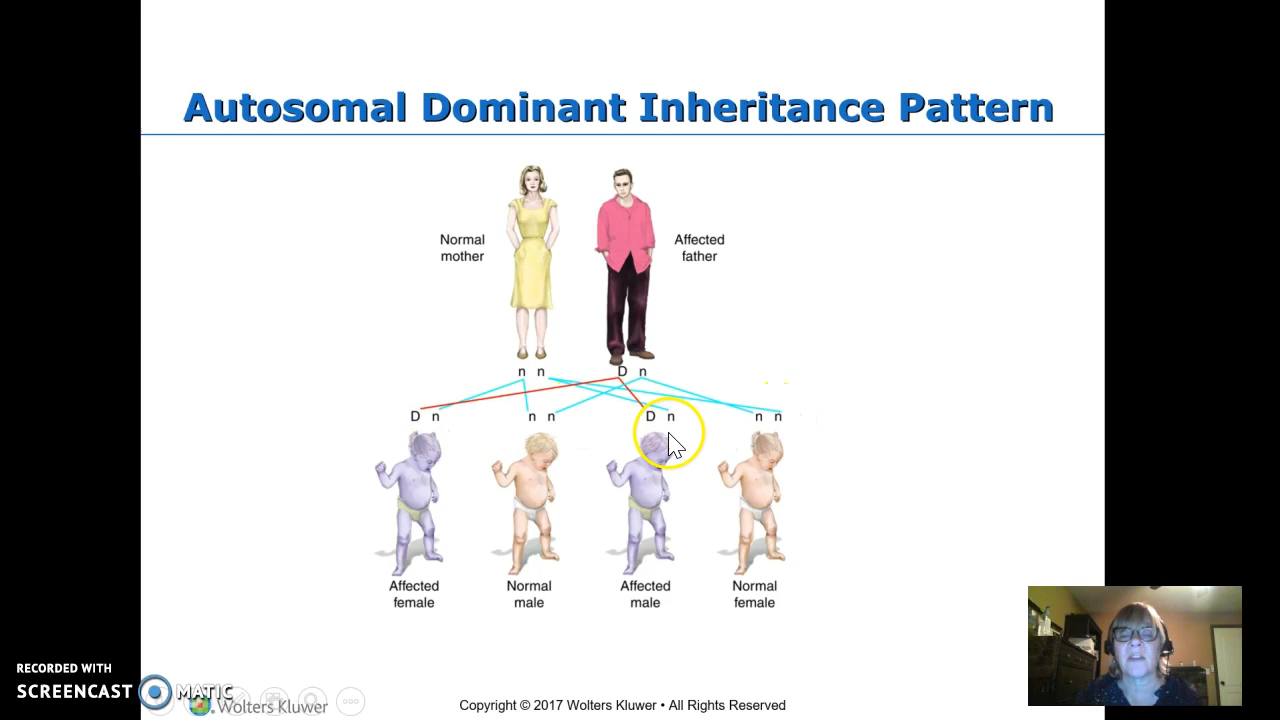 Autosomal Dominant Inheritance Pattern
Normal
mother
Affected
father
n n
D n
D n
n n
D n
n n
Affected
female
Normal
male
Affected
male
Normal
female
RECORDED WITH
SCREENCAST MATIC
Wolters Kluwer
Copyright © 2017 Wolters Kluwer • All Rights Reserved